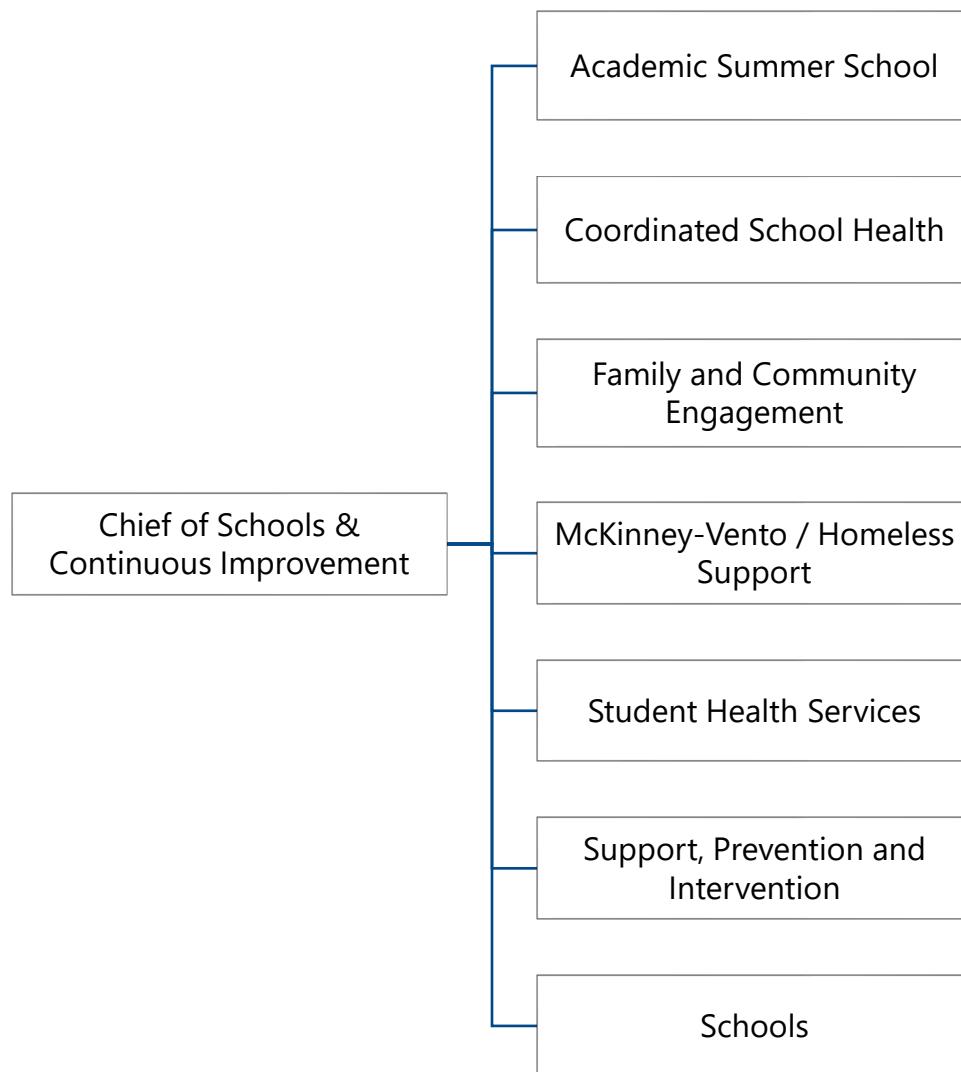 Academic Summer School
Coordinated School Health
Family and Community
Engagement
Chief of Schools &
Continuous Improvement
McKinney-Vento / Homeless
Support
Student Health Services
Support, Prevention and
Intervention
Schools